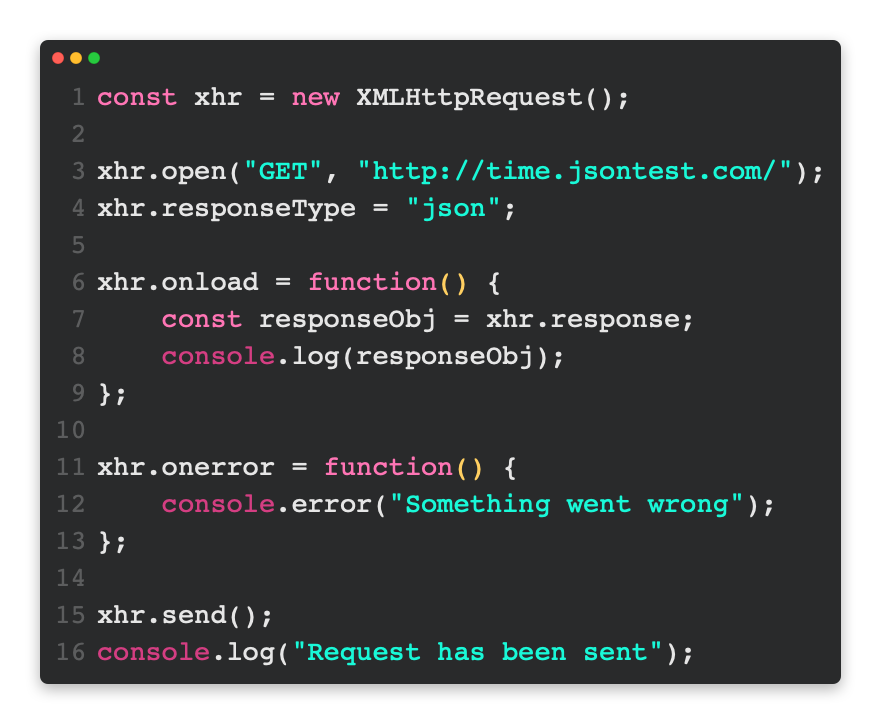 1 const xhr = new XMLHttpRequest();
2
3 xhr.open("GET", "http://time.jsontest.com/");
4 xhr.responseType = "json";
5
6 xhr.onload = function() {
7     const responseObj = xhr.response;
8     console.log(responseObj);
9 };
10
11 xhr.onerror = function() {
12     console.error("Something went wrong");
13 };
14
15 xhr.send();
16 console.log("Request has been sent");